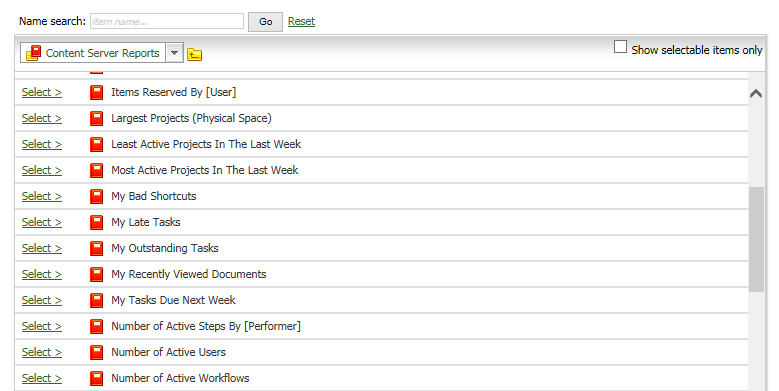 Name search: item name... Go Reset
Content Server Reports Show selectable items only
Select > Items Reserved By [User]
Select > Largest Projects (Physical Space)
Select > Least Active Projects In The Last Week
Select > Most Active Projects In The Last Week
Select > My Bad Shortcuts
Select > My Late Tasks
Select > My Outstanding Tasks
Select > My Recently Viewed Documents
Select > My Tasks Due Next Week
Select > Number of Active Steps By [Performer]
Select > Number of Active Users
Select > Number of Active Workflows